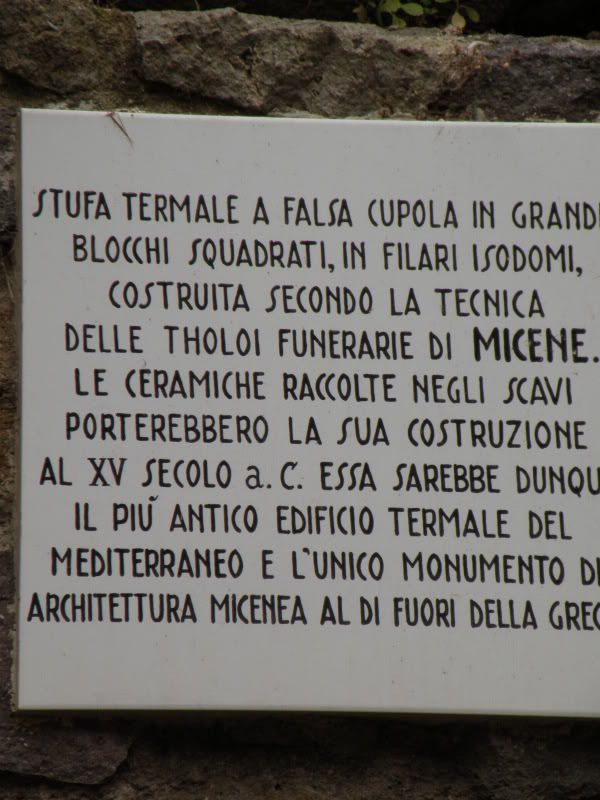 STUFA TERMALE A FALSA CUPOLA IN GRANDI
BLOCCHI SQUADRATI, IN FILARI ISODOMI,
COSTRUITA SECONDO LA TECNICA
DELLE THOLOI FUNERARIE DI MICENE.
LE CERAMICHE RACCOLTE NEGLI SCAVI
PORTEREBBERO LA SUA COSTRUZIONE
AL XV SECOLO a. C. ESSA SAREBBE DUNQU
IL PIÙ ANTICO EDIFICIO TERMALE DEL
MEDITERRANEO E L'UNICO MONUMENTO DI
ARCHITETTURA MICENEA AL DI FUORI DELLA GREC